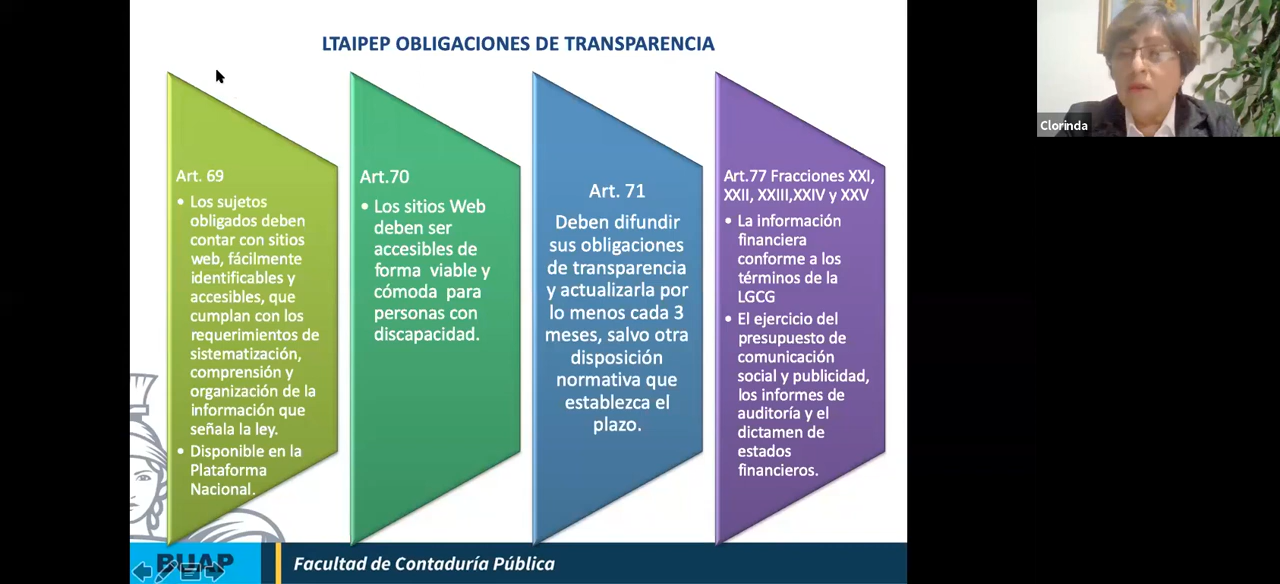 LTAIPEP OBLIGACIONES DE TRANSPARENCIA
Art. 69
• Los sujetos
obligados deben
contar con sitios
web, fácilmente
identificables y
accesibles, que
cumplan con los
requerimientos de
sistematización,
comprensión y
organización de la
información que
señala la ley.
• Disponible en la
Plataforma
Nacional.
Art.70
• Los sitios Web
deben ser
accesibles de
forma viable y
cómoda para
personas con
discapacidad.
Art. 71
Deben difundir
sus obligaciones
de transparencia
y actualizarla por
lo menos cada 3
meses, salvo otra
disposición
normativa que
establezca el
plazo.
Art.77 Fracciones XXI,
XXII, XXIII,XXIV y XXV
• La información
financiera
conforme a los
términos de la
LGCG
• El ejercicio del
presupuesto de
comunicación
social y publicidad,
los informes de
auditoría y el
dictamen de
estados
financieros.
BUAP
Facultad de Contaduría Pública
Clorinda